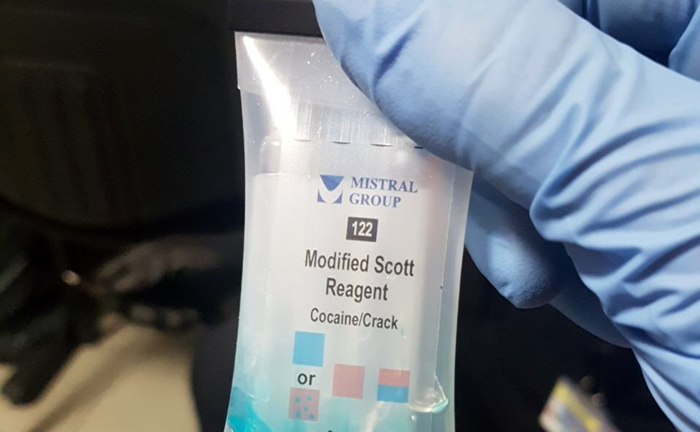 MISTRAL
GROUP
122
Modified Scott
Reagent
Cocaine/Crack
or